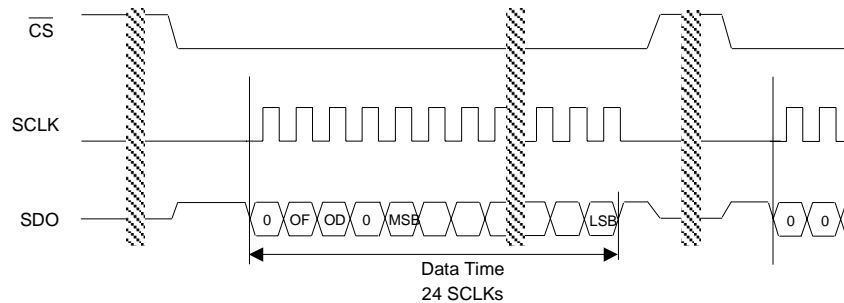 CS
SCLK
SDO
0 OF OD 0 MSB LSB 0 0
Data Time
24 SCLKs